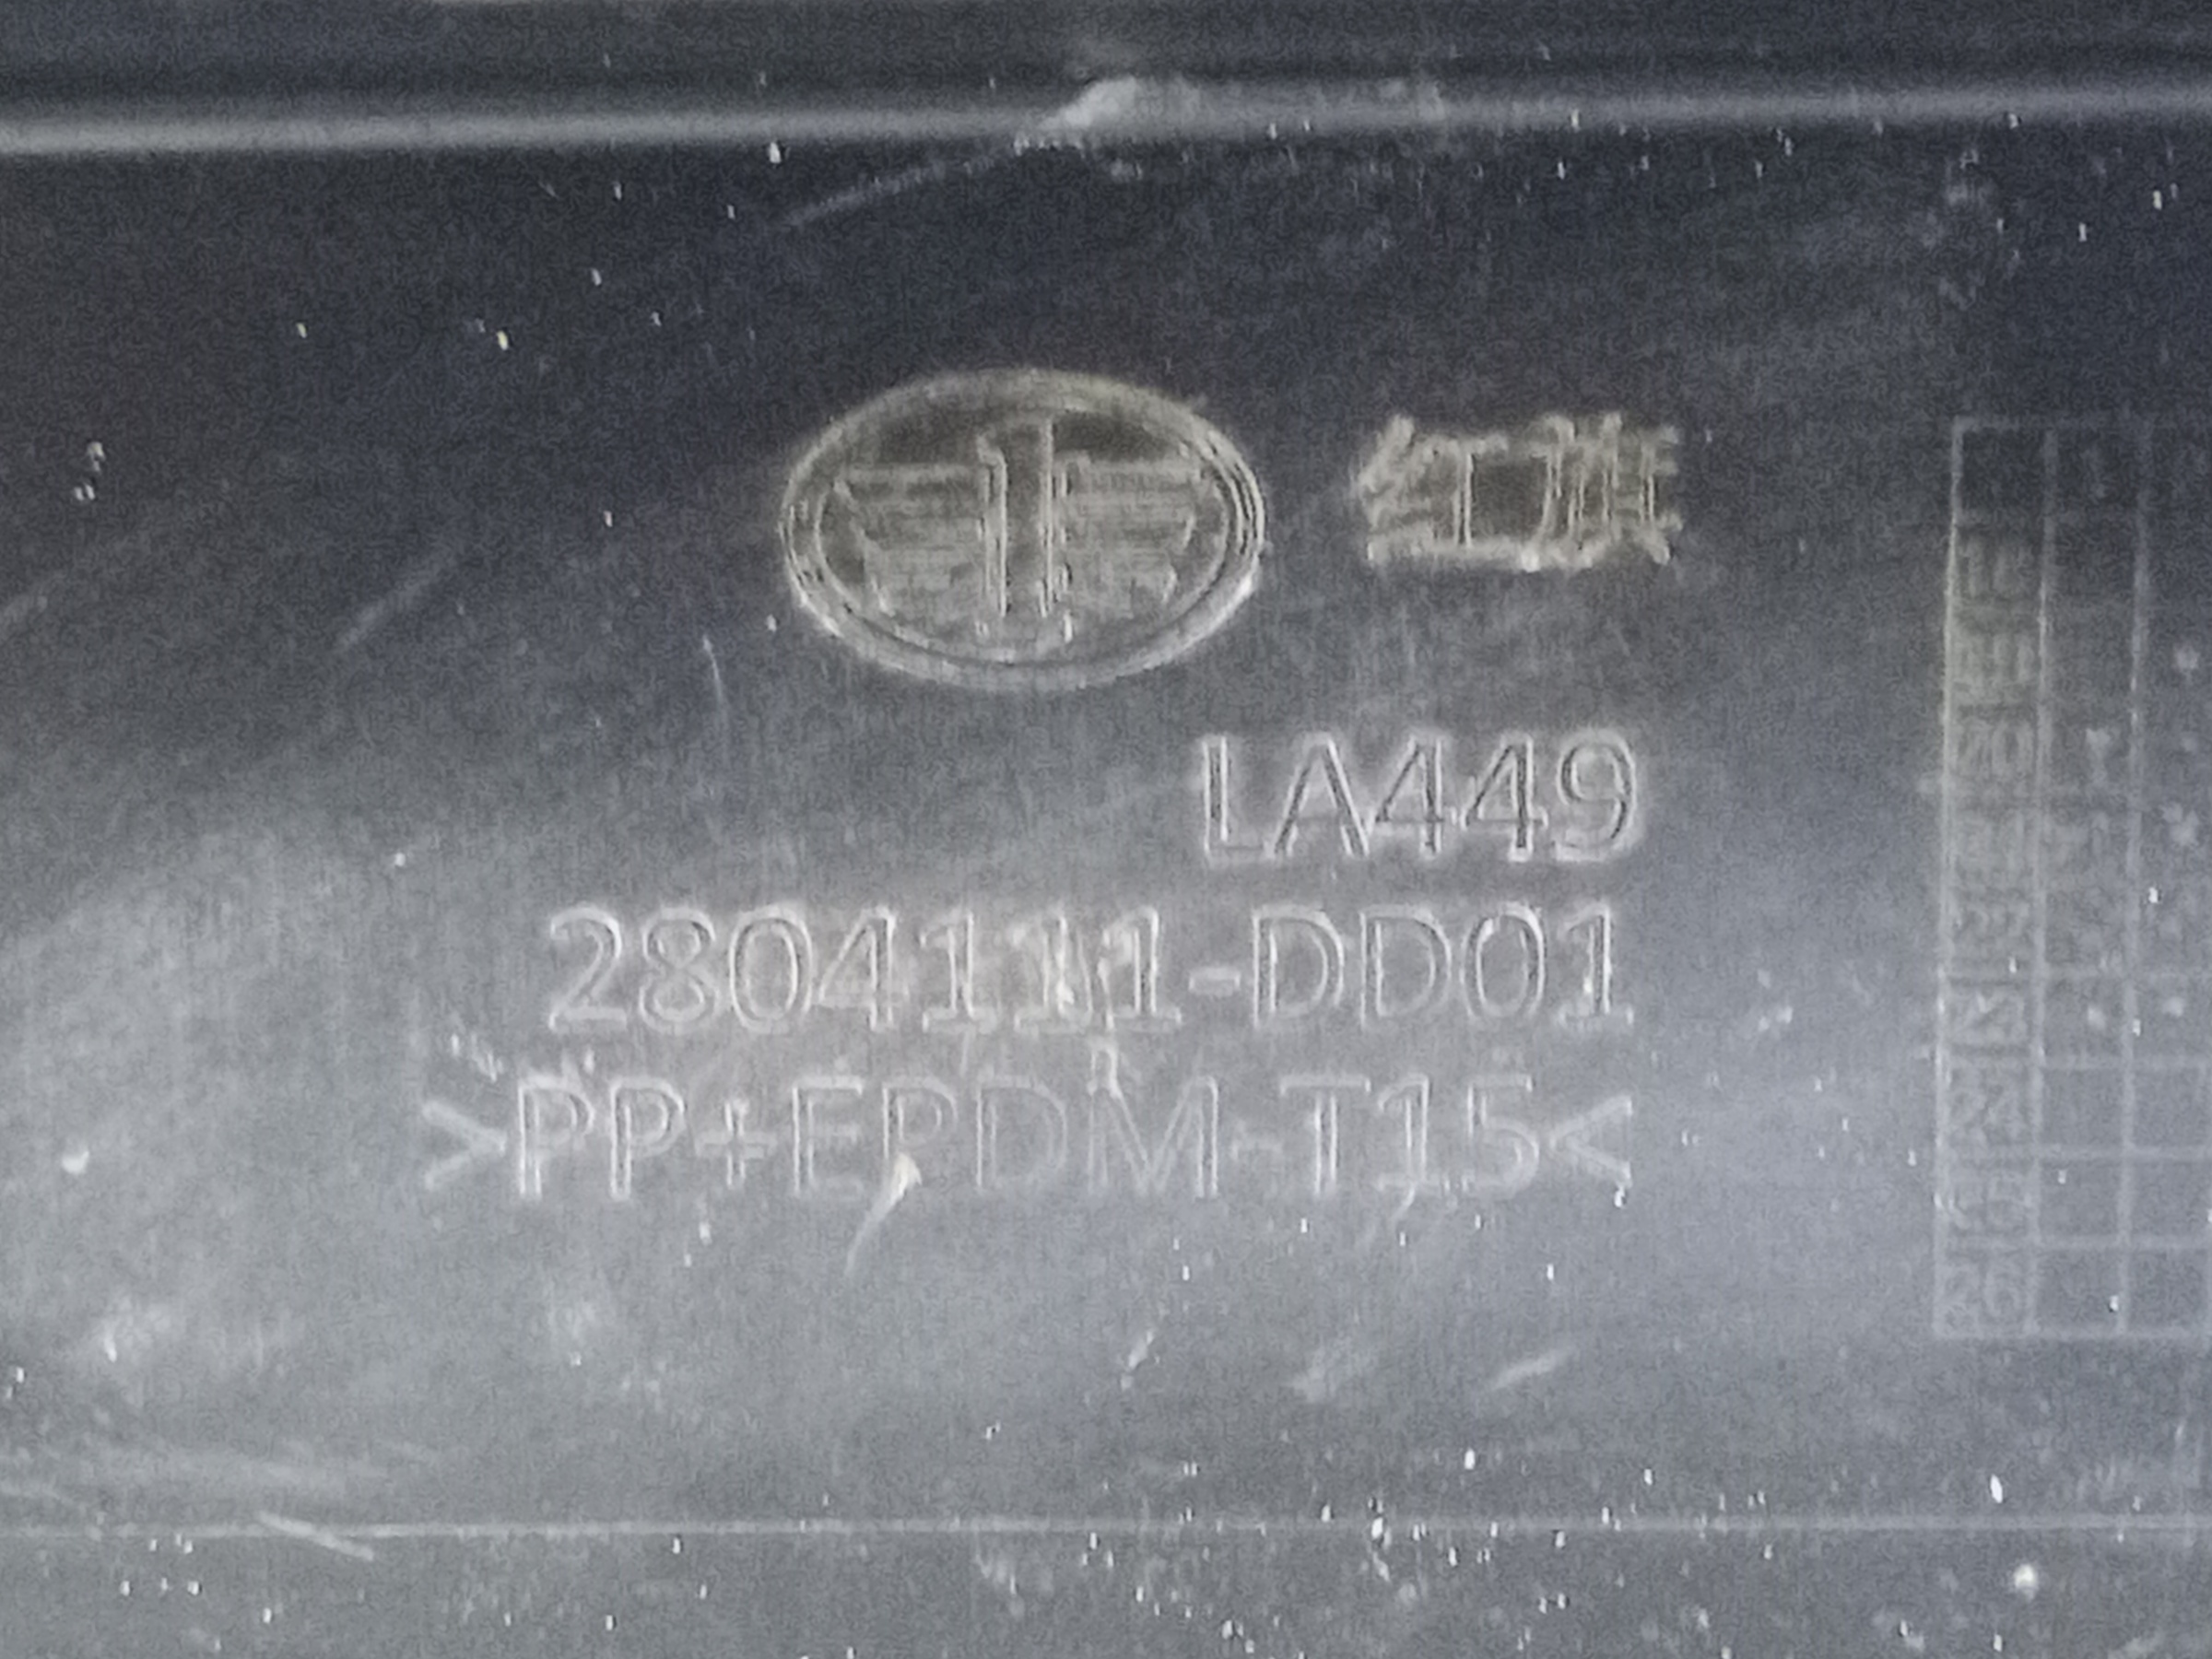 红旗
LA449
2804111-DD01
>PP+EPDM-T15<